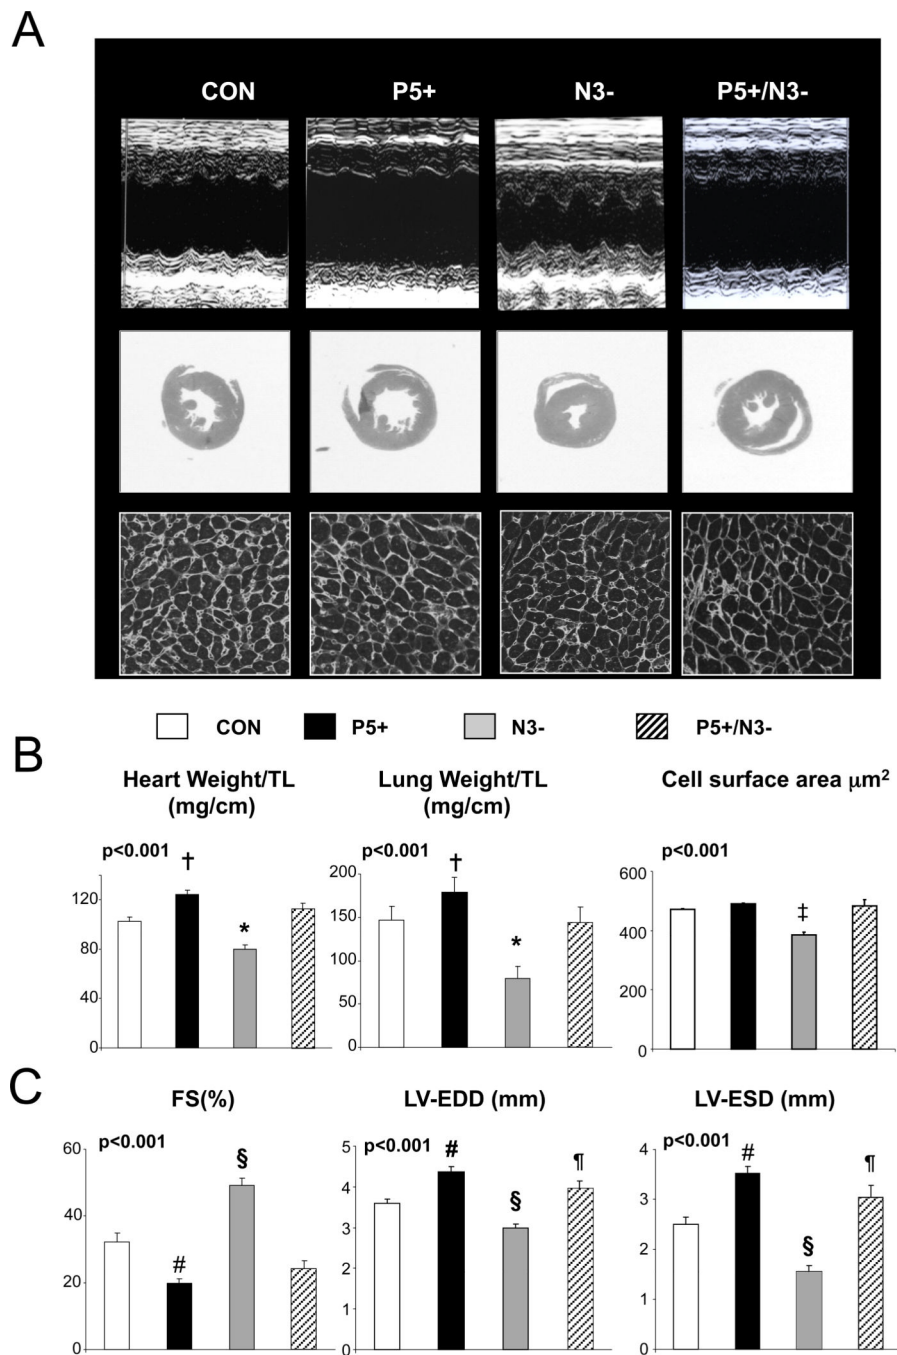 A
CON P5+ N3- P5+/N3-
CON P5+ N3- P5+/N3-
B
Heart Weight/TL
(mg/cm)
p<0.001
†
*
120
80
40
0
Lung Weight/TL
(mg/cm)
p<0.001
†
*
200
150
100
50
0
Cell surface area μm²
p<0.001
‡
600
400
200
0
C
FS(%)
p<0.001
#
§
60
40
20
0
LV-EDD (mm)
p<0.001
#
§
¶
5
4
3
2
1
0
LV-ESD (mm)
p<0.001
#
§
¶
4
3
2
1
0